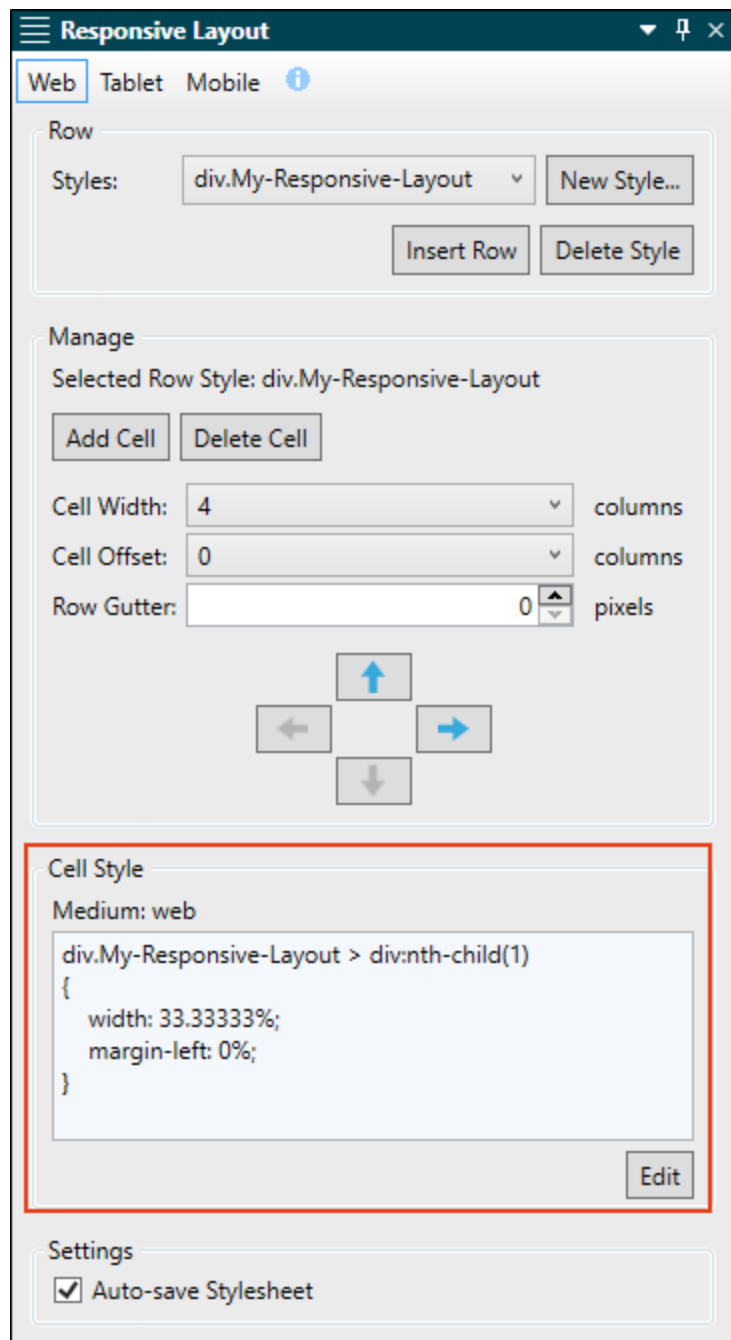 Responsive Layout
Web Tablet Mobile
Row
Styles: div.My-Responsive-Layout New Style...
Insert Row Delete Style
Manage
Selected Row Style: div.My-Responsive-Layout
Add Cell Delete Cell
Cell Width: 4 columns
Cell Offset: 0 columns
Row Gutter: 0 pixels
Cell Style
Medium: web
div.My-Responsive-Layout > div:nth-child(1)
{
width: 33.33333%;
margin-left: 0%;
}
Edit
Settings
Auto-save Stylesheet